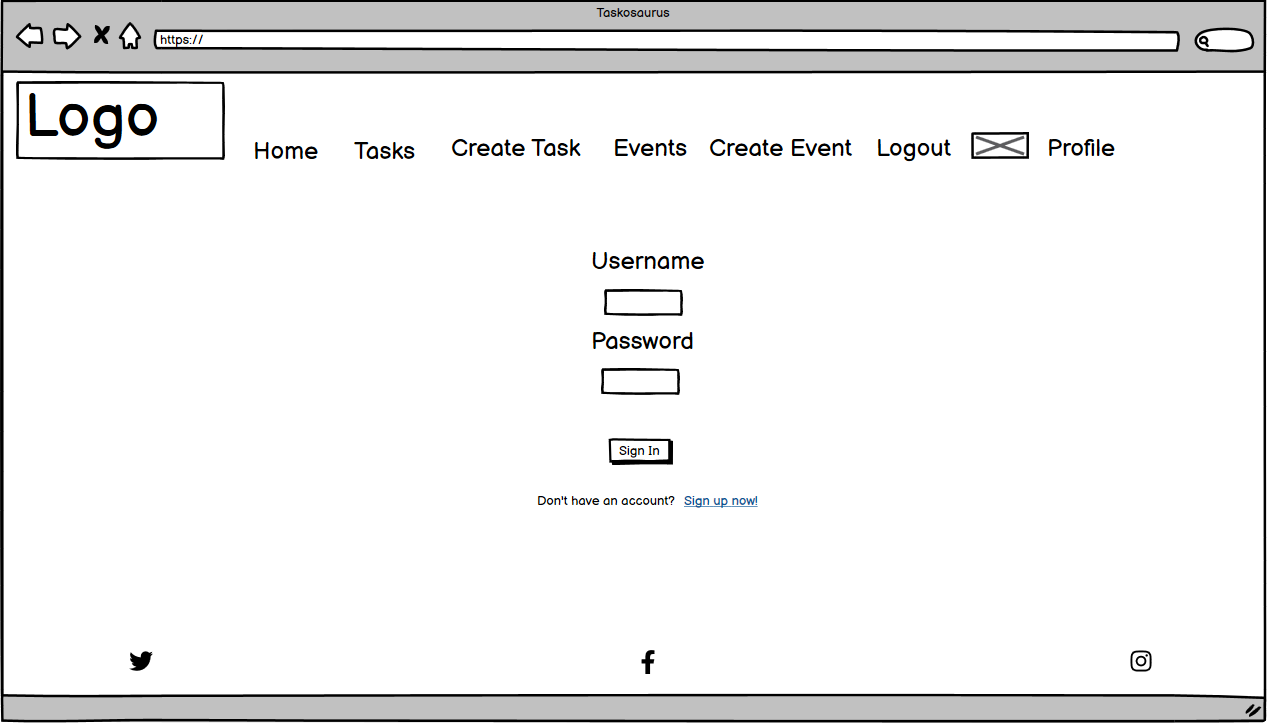 Taskosaurus
https://
Logo
Home Tasks Create Task Events Create Event Logout Profile
Username
Password
Sign In
Don't have an account? Sign up now!